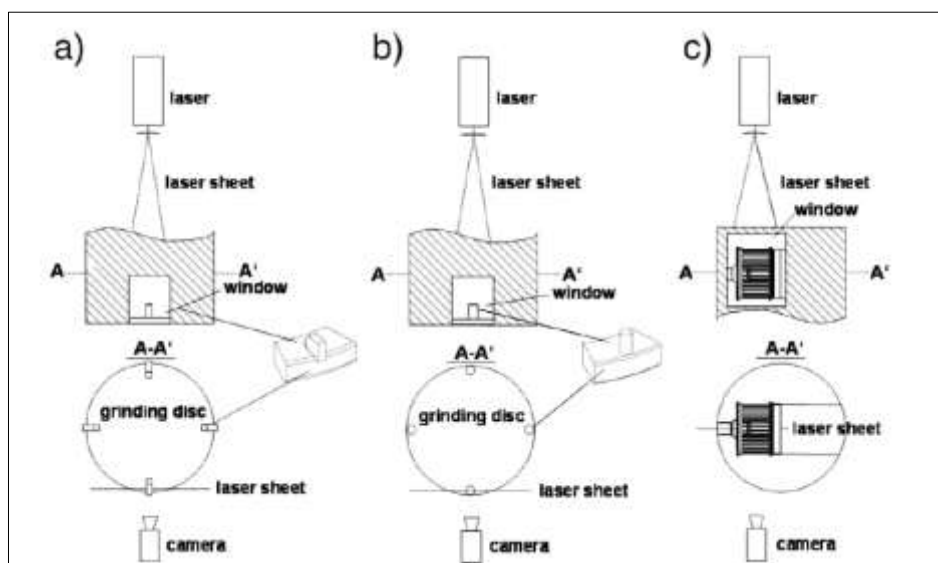 a)
laser
laser sheet
A
A'
window
A-A'
grinding disc
laser sheet
camera
b)
laser
laser sheet
A
A'
window
A-A'
grinding disc
laser sheet
camera
c)
laser
laser sheet
window
A
A'
A-A'
laser sheet
camera